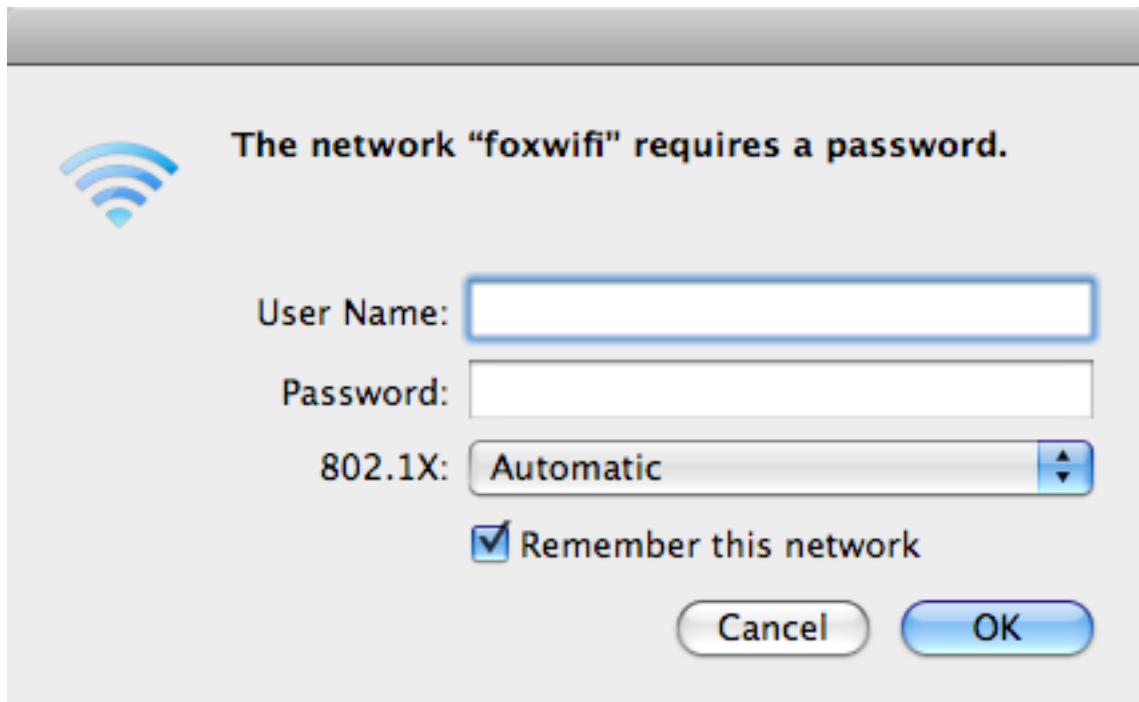 The network “foxwifi” requires a password.
User Name:
Password:
802.1X: Automatic
Remember this network
Cancel OK